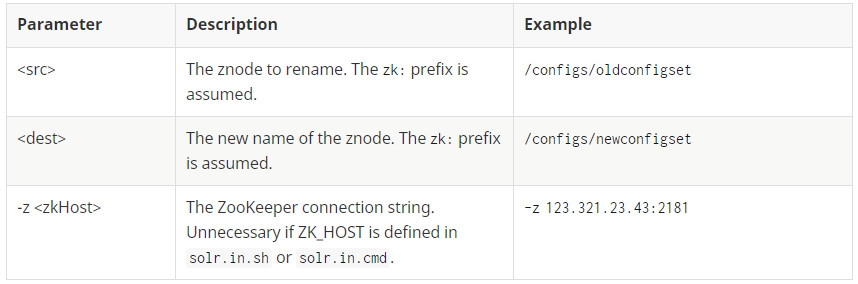 Parameter Description Example
<src> The znode to rename. The zk: prefix is /configs/oldconfigset
assumed.
<dest> The new name of the znode. The zk: prefix /configs/newconfigset
is assumed.
-z <zkHost> The ZooKeeper connection string. -z 123.321.23.43:2181
Unnecessary if ZK_HOST is defined in
solr.in.sh or solr.in.cmd.